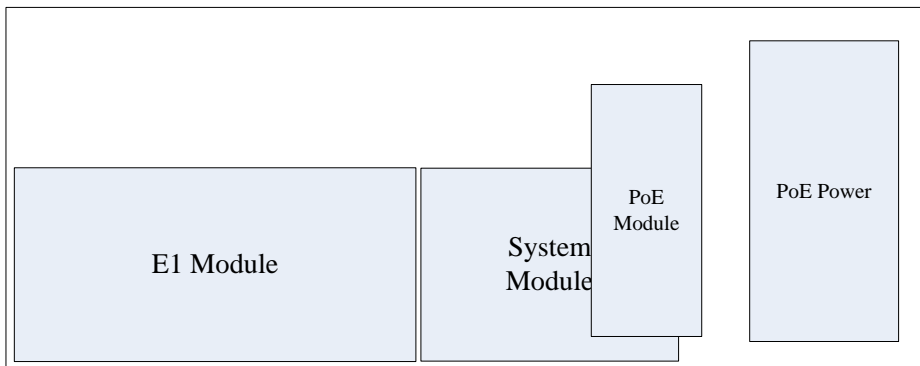 E1 Module
System
Module
PoE
Module
PoE Power